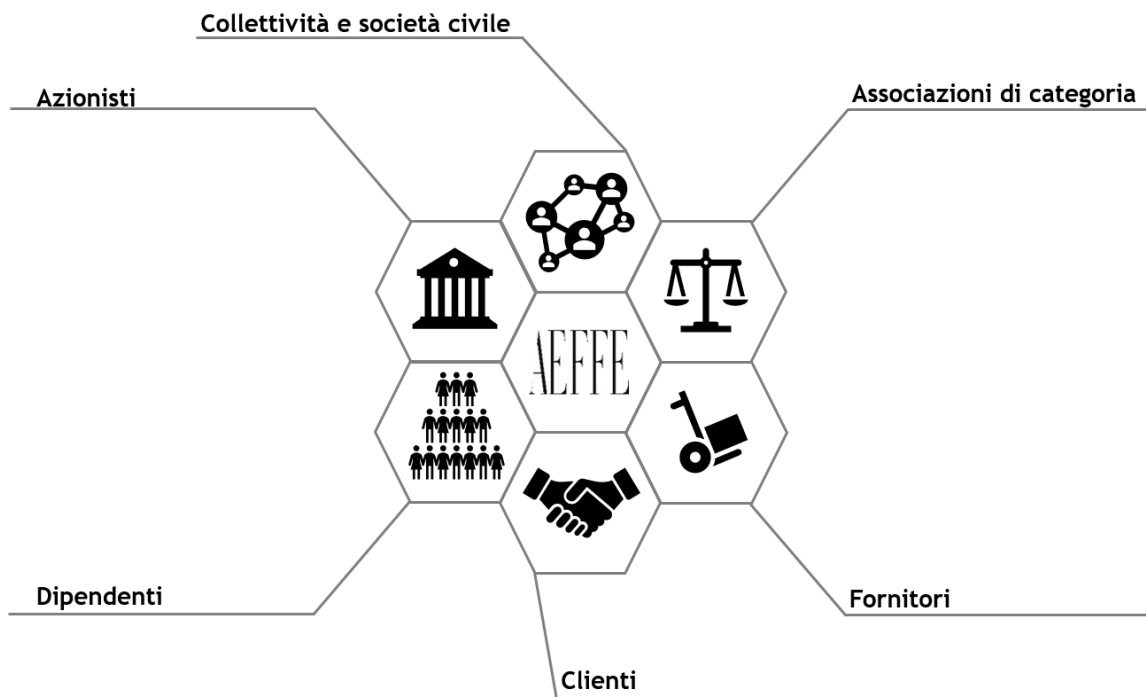 Collettività e società civile
Azionisti
Associazioni di categoria
AEFFE
Dipendenti
Fornitori
Clienti